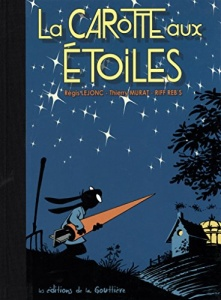 La CAROTTE aux
ÉTOILES
Régis LEJONC - Thierry MURAT - RIFF REB'S
les éditions de la Gouttière